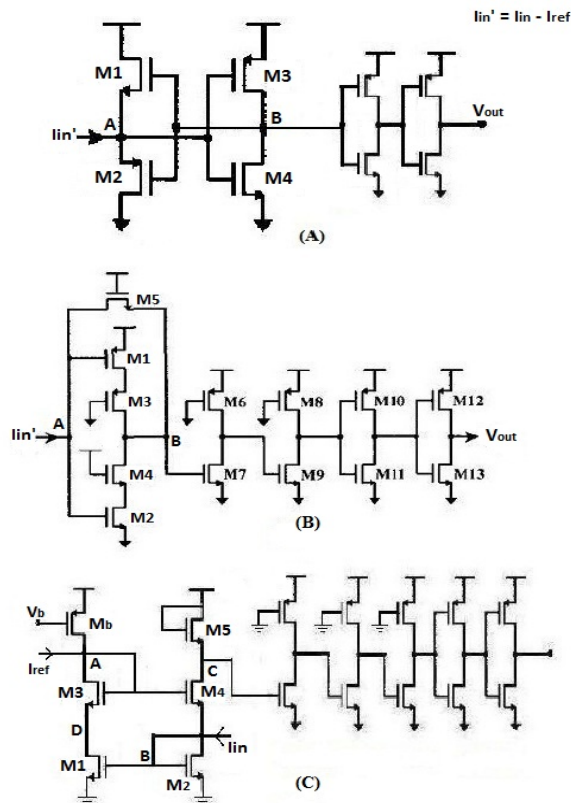 Iin' = Iin - Iref
M1
M3
A
B
Iin'
Vout
M2
M4
(A)
M5
M1
M3
M6
M8
M10
M12
A
B
Iin'
Vout
M4
M7
M9
M11
M13
M2
(B)
Vb
Mb
M5
Iref
A
C
M3
M4
D
B
Iin
M1
M2
(C)